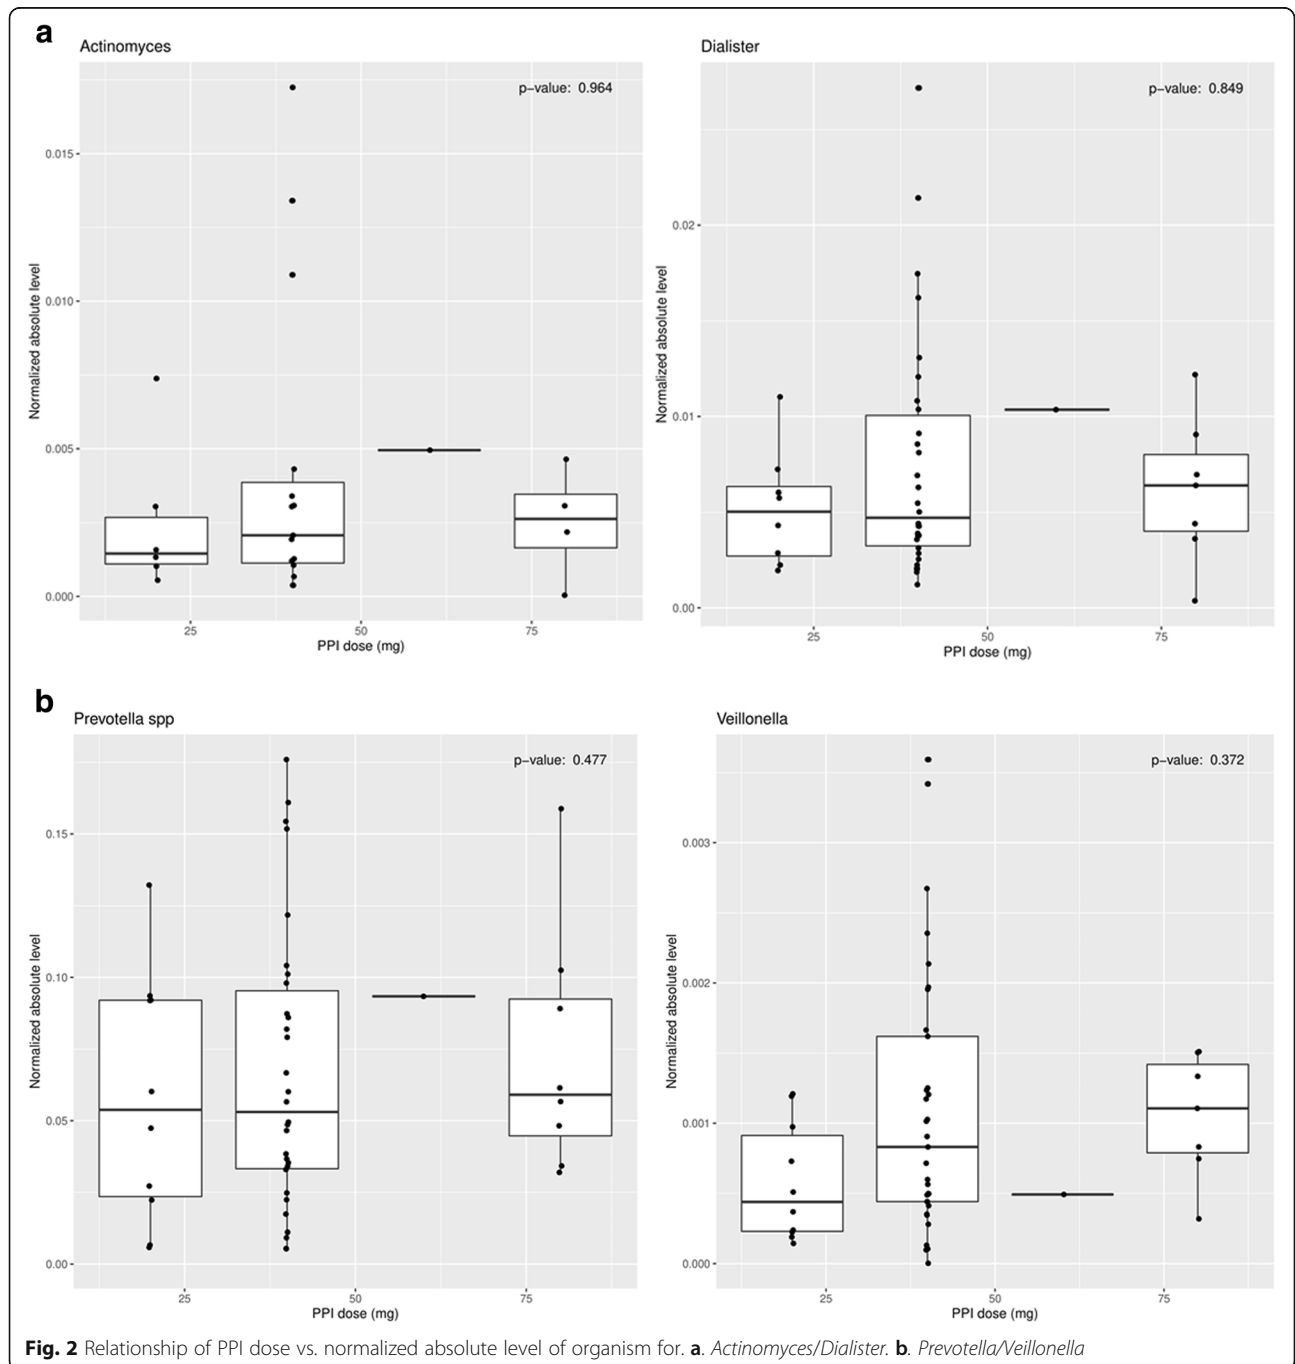 a
Actinomyces
Dialister
p-value: 0.964
p-value: 0.849
0.015
0.010
0.005
0.000
Normalized absolute level
25 50 75
PPI dose (mg)
0.02
0.01
0.00
Normalized absolute level
25 50 75
PPI dose (mg)
b
Prevotella spp
Veillonella
p-value: 0.477
p-value: 0.372
0.15
0.10
0.05
0.00
Normalized absolute level
25 50 75
PPI dose (mg)
0.003
0.002
0.001
0.000
Normalized absolute level
25 50 75
PPI dose (mg)
Fig. 2 Relationship of PPI dose vs. normalized absolute level of organism for. a. Actinomyces/Dialister. b. Prevotella/Veillonella